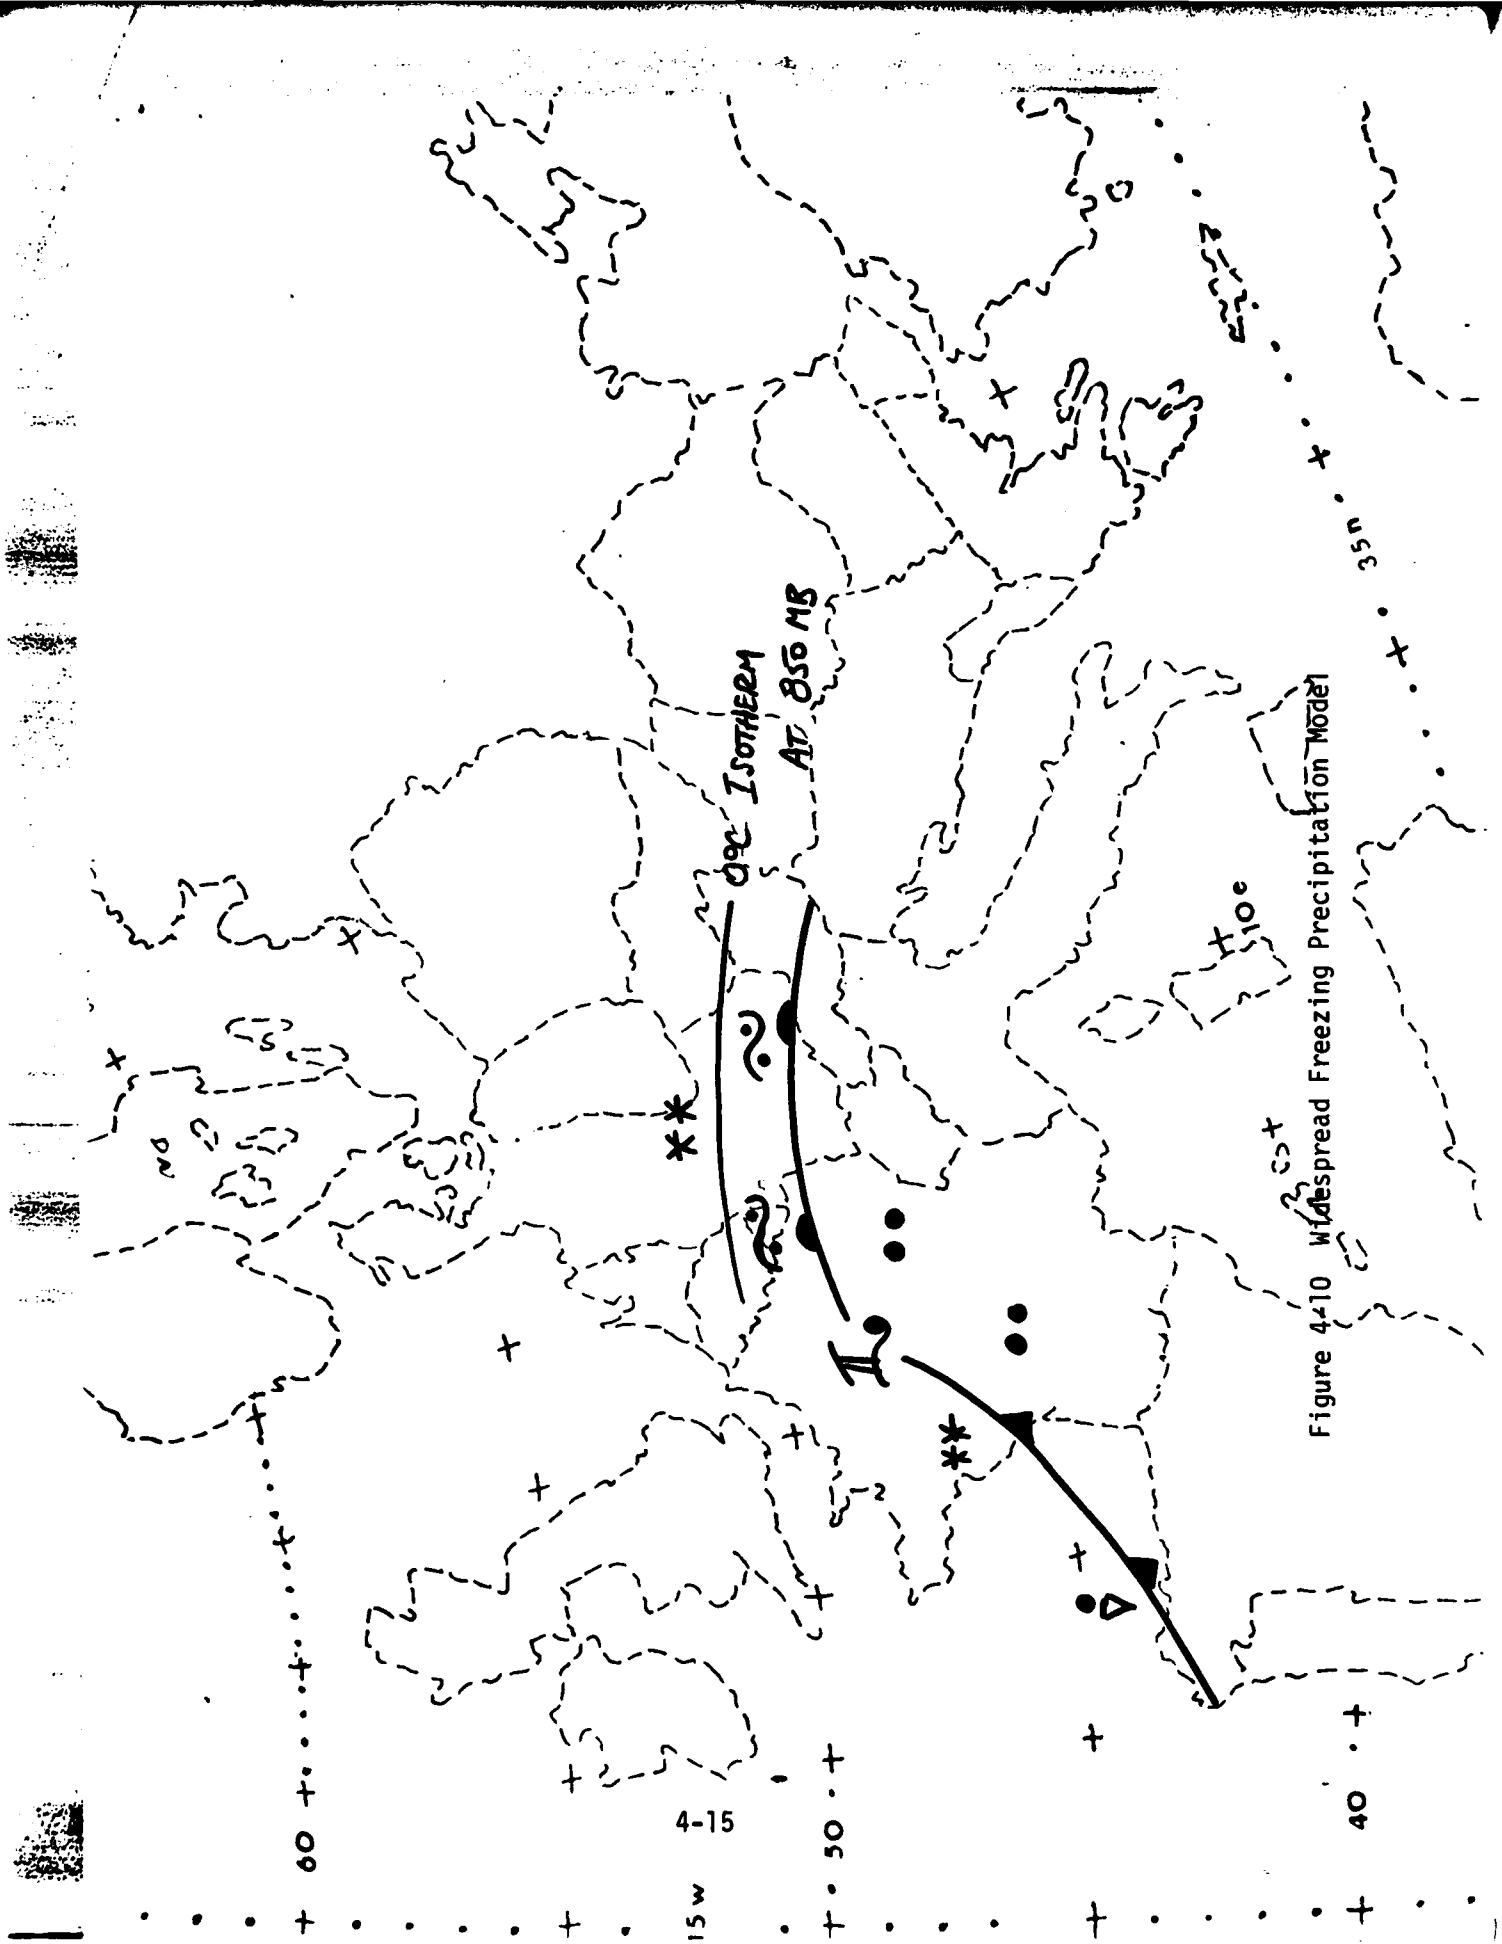 0°C ISOTHERM
AT 850 MB
60
50
40
15w
10e
35n
Figure 4-10 Widespread Freezing Precipitation Model
4-15